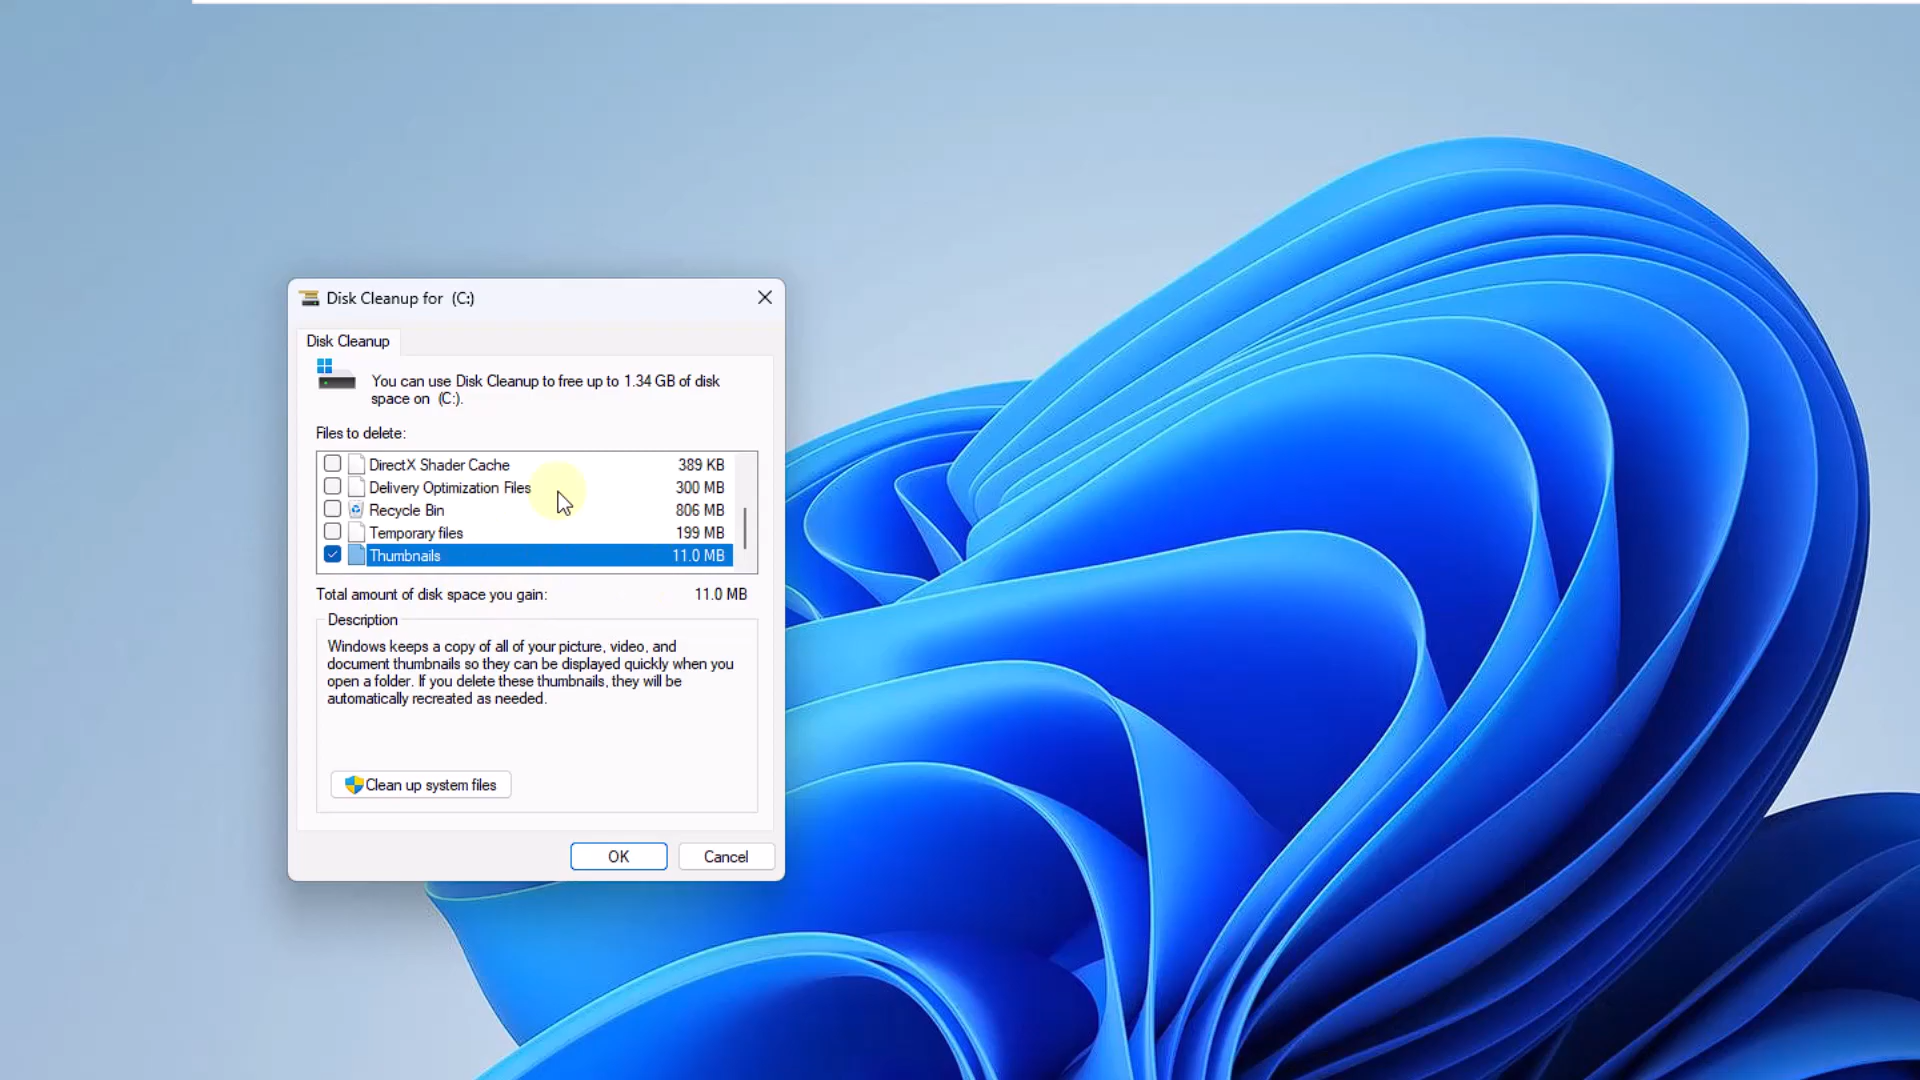 Disk Cleanup for  (C:)
Disk Cleanup
You can use Disk Cleanup to free up to 1.34 GB of disk
space on  (C:).
Files to delete:
DirectX Shader Cache 389 KB
Delivery Optimization Files 300 MB
Recycle Bin 806 MB
Temporary files 199 MB
Thumbnails 11.0 MB
Total amount of disk space you gain: 11.0 MB
Description
Windows keeps a copy of all of your picture, video, and
document thumbnails so they can be displayed quickly when you
open a folder. If you delete these thumbnails, they will be
automatically recreated as needed.
Clean up system files
OK Cancel